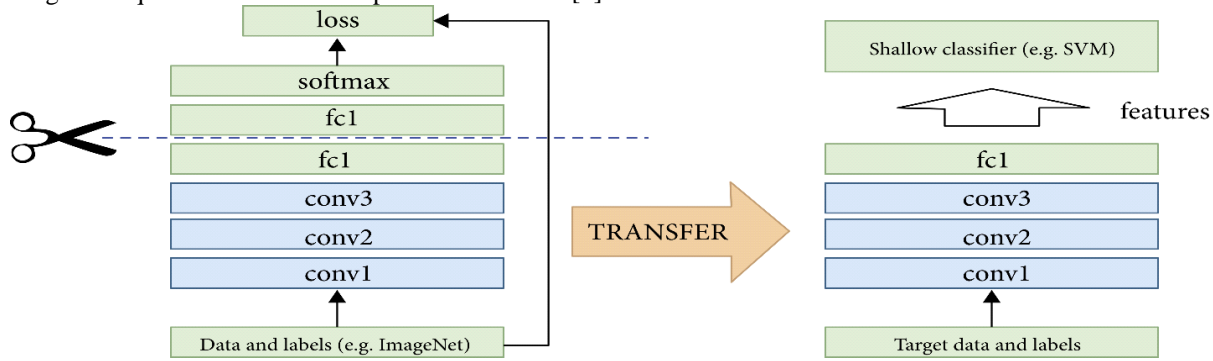 loss
softmax
fc1
fc1
conv3
conv2
conv1
Data and labels (e.g. ImageNet)
TRANSFER
Shallow classifier (e.g. SVM)
features
fc1
conv3
conv2
conv1
Target data and labels